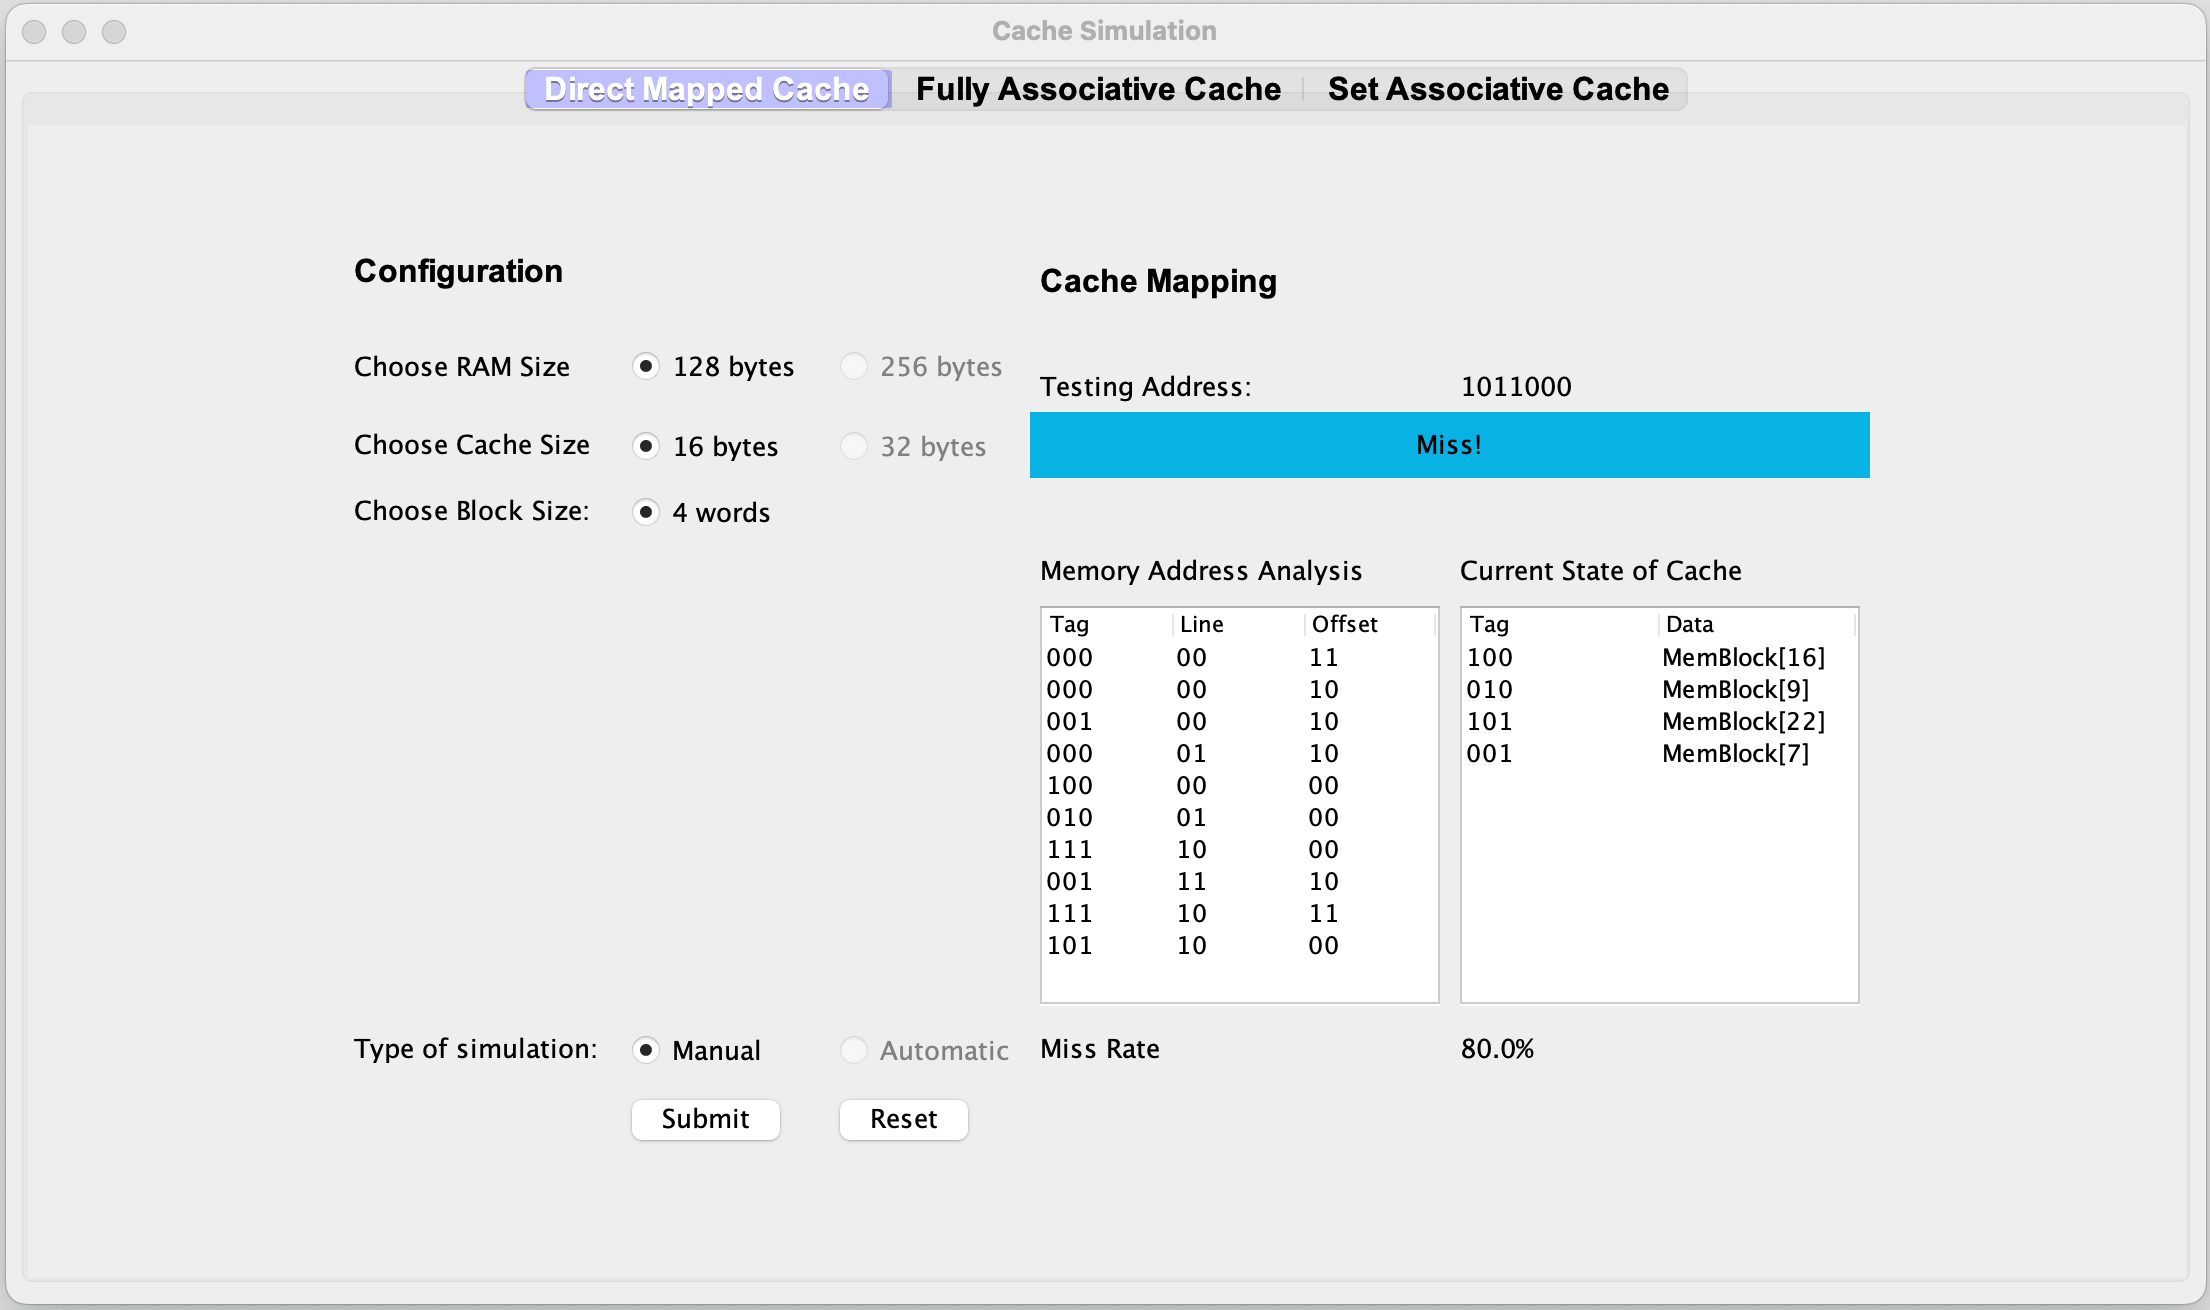 Cache Simulation
Direct Mapped Cache Fully Associative Cache Set Associative Cache
Configuration
Choose RAM Size 128 bytes 256 bytes
Choose Cache Size 16 bytes 32 bytes
Choose Block Size: 4 words
Type of simulation: Manual Automatic
Submit Reset
Cache Mapping
Testing Address: 1011000
Miss!
Memory Address Analysis
Tag Line Offset
000 00 11
000 00 10
001 00 10
000 01 10
100 00 00
010 01 00
111 10 00
001 11 10
111 10 11
101 10 00
Current State of Cache
Tag Data
100 MemBlock[16]
010 MemBlock[9]
101 MemBlock[22]
001 MemBlock[7]
Miss Rate 80.0%